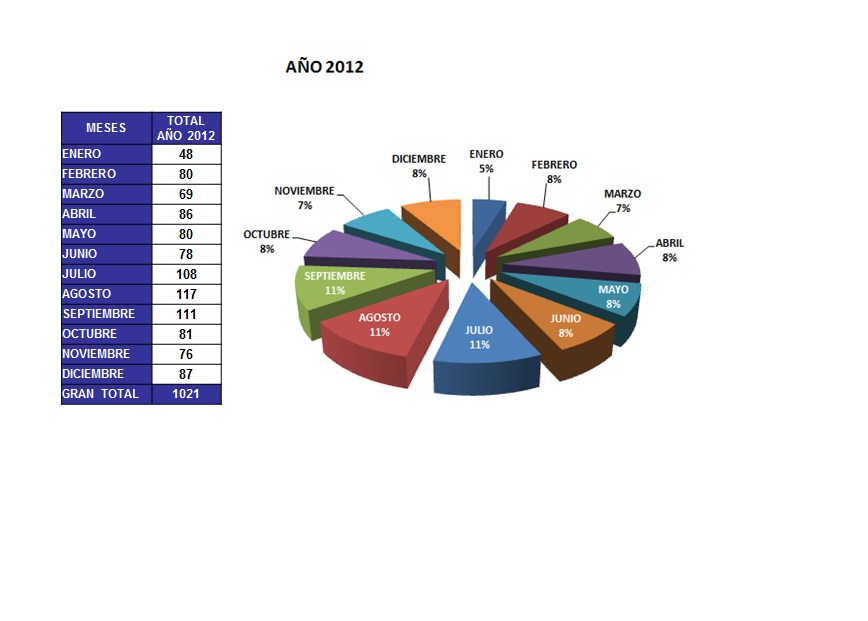 AÑO 2012
MESES TOTAL AÑO 2012
ENERO 48
FEBRERO 80
MARZO 69
ABRIL 86
MAYO 80
JUNIO 78
JULIO 108
AGOSTO 117
SEPTIEMBRE 111
OCTUBRE 81
NOVIEMBRE 76
DICIEMBRE 87
GRAN TOTAL 1021
ENERO
5%
FEBRERO
8%
MARZO
7%
ABRIL
8%
MAYO
8%
JUNIO
8%
JULIO
11%
AGOSTO
11%
SEPTIEMBRE
11%
OCTUBRE
8%
NOVIEMBRE
7%
DICIEMBRE
8%